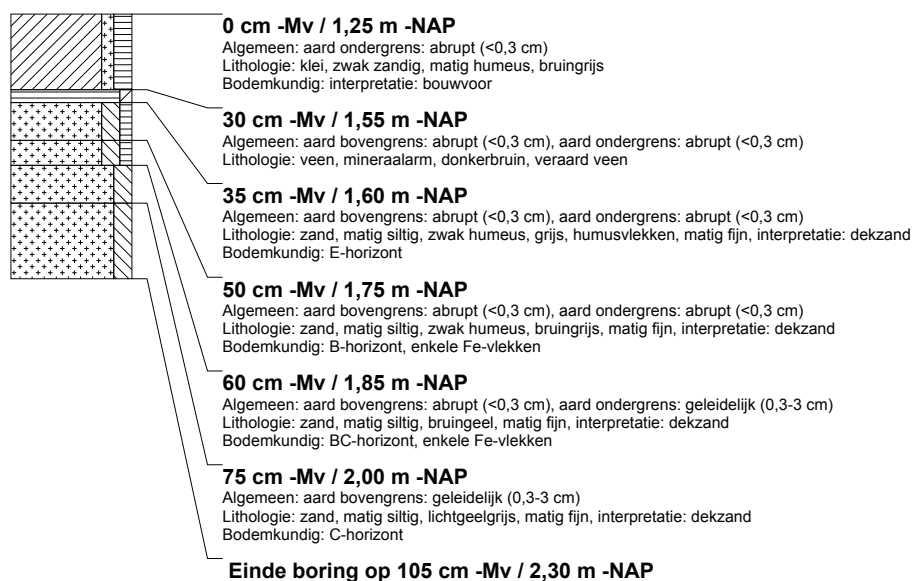 0 cm -Mv / 1,25 m -NAP
Algemeen: aard ondergrens: abrupt (<0,3 cm)
Lithologie: klei, zwak zandig, matig humeus, bruingrijs
Bodemkundig: interpretatie: bouwvoor
30 cm -Mv / 1,55 m -NAP
Algemeen: aard bovengrens: abrupt (<0,3 cm), aard ondergrens: abrupt (<0,3 cm)
Lithologie: veen, mineraalarm, donkerbruin, veraard veen
35 cm -Mv / 1,60 m -NAP
Algemeen: aard bovengrens: abrupt (<0,3 cm), aard ondergrens: abrupt (<0,3 cm)
Lithologie: zand, matig siltig, zwak humeus, grijs, humusvlekken, matig fijn, interpretatie: dekzand
Bodemkundig: E-horizont
50 cm -Mv / 1,75 m -NAP
Algemeen: aard bovengrens: abrupt (<0,3 cm), aard ondergrens: abrupt (<0,3 cm)
Lithologie: zand, matig siltig, zwak humeus, bruingrijs, matig fijn, interpretatie: dekzand
Bodemkundig: B-horizont, enkele Fe-vlekken
60 cm -Mv / 1,85 m -NAP
Algemeen: aard bovengrens: abrupt (<0,3 cm), aard ondergrens: geleidelijk (0,3-3 cm)
Lithologie: zand, matig siltig, bruingeel, matig fijn, interpretatie: dekzand
Bodemkundig: BC-horizont, enkele Fe-vlekken
75 cm -Mv / 2,00 m -NAP
Algemeen: aard bovengrens: geleidelijk (0,3-3 cm)
Lithologie: zand, matig siltig, lichtgeelgrijs, matig fijn, interpretatie: dekzand
Bodemkundig: C-horizont
Einde boring op 105 cm -Mv / 2,30 m -NAP